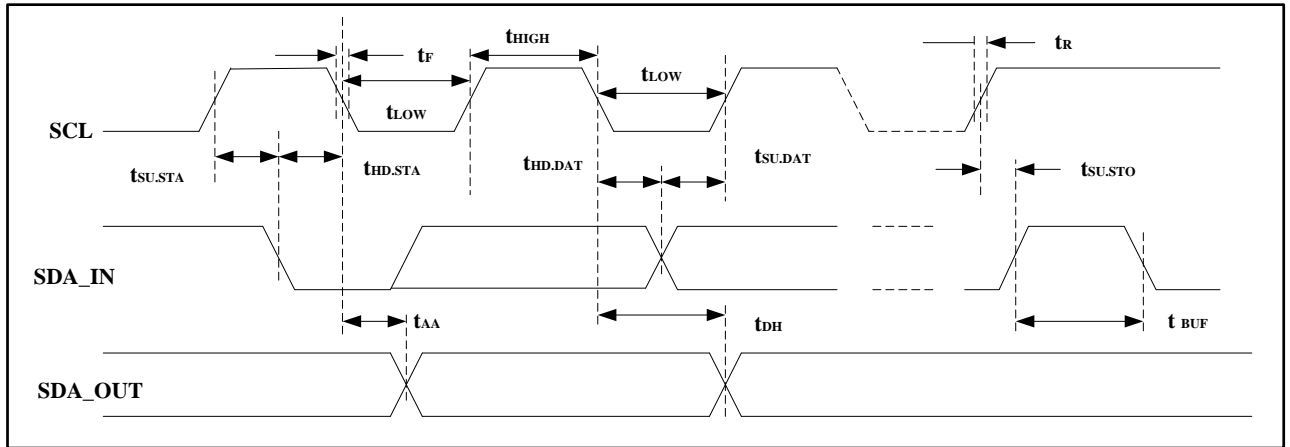 tHIGH
tF
tR
tLOW
tLOW
SCL
tSU.STA
tHD.STA
tHD.DAT
tSU.DAT
tSU.STO
SDA_IN
tAA
tDH
t BUF
SDA_OUT